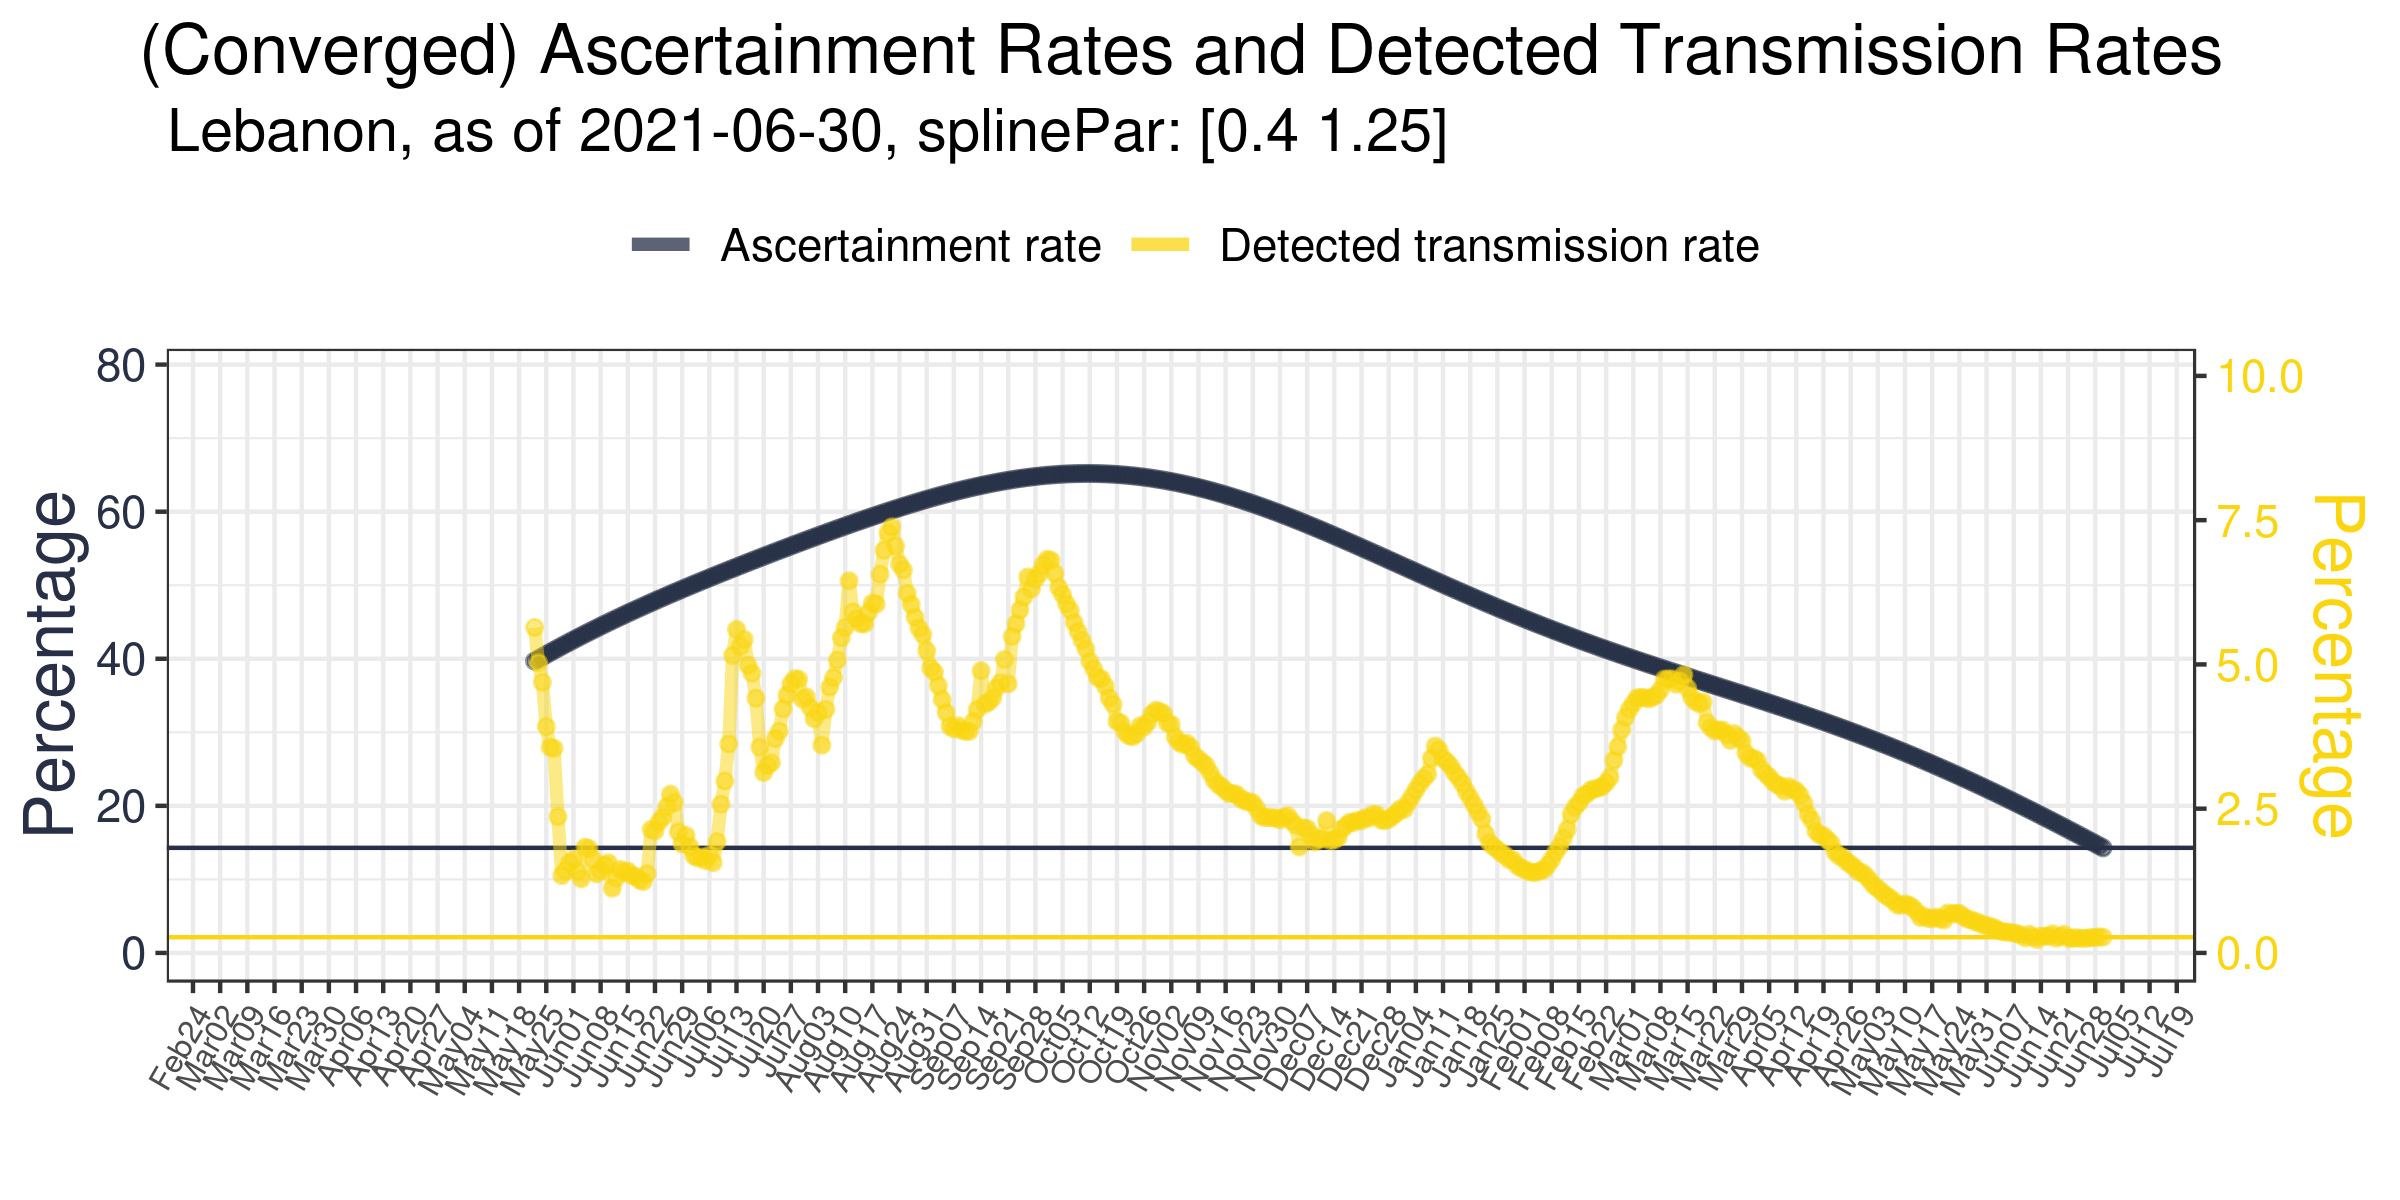 (Converged) Ascertainment Rates and Detected Transmission Rates
Lebanon, as of 2021-06-30, splinePar: [0.4 1.25]
Ascertainment rate
Detected transmission rate
Percentage
80
60
40
20
0
10.0
7.5
5.0
2.5
0.0
Percentage
Feb24
Mar02
Mar09
Mar16
Mar23
Mar30
Apr06
Apr13
Apr20
Apr27
May04
May11
May18
May25
Jun01
Jun08
Jun15
Jun22
Jun29
Jul06
Jul13
Jul20
Jul27
Aug03
Aug10
Aug17
Aug24
Aug31
Sep07
Sep14
Sep21
Sep28
Oct05
Oct12
Oct19
Oct26
Nov02
Nov09
Nov16
Nov23
Nov30
Dec07
Dec14
Dec21
Dec28
Jan04
Jan11
Jan18
Jan25
Feb01
Feb08
Feb15
Feb22
Mar01
Mar08
Mar15
Mar22
Mar29
Apr05
Apr12
Apr19
Apr26
May03
May10
May17
May24
May31
Jun07
Jun14
Jun21
Jun28
Jul05
Jul12
Jul19